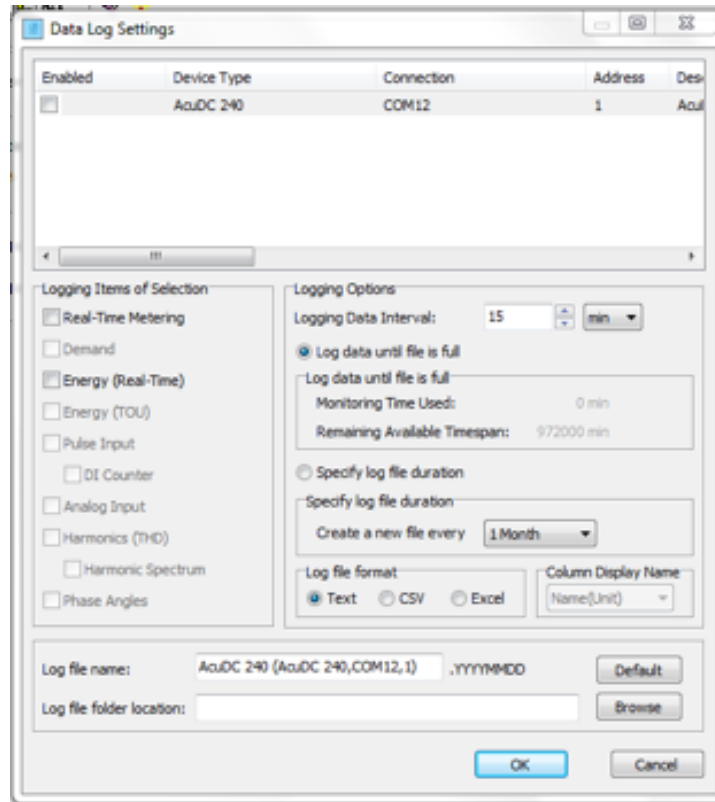 Data Log Settings
Enabled Device Type Connection Address Des
AcuDC 240 COM12 1 Acul
Logging Items of Selection
Real-Time Metering
Demand
Energy (Real-Time)
Energy (TOU)
Pulse Input
DI Counter
Analog Input
Harmonics (THD)
Harmonic Spectrum
Phase Angles
Logging Options
Logging Data Interval: 15 min
Log data until file is full
Log data until file is full
Monitoring Time Used: 0 min
Remaining Available Timespan: 972000 min
Specify log file duration
Specify log file duration
Create a new file every 1 Month
Log file format
Text CSV Excel
Column Display Name
Name(Unit)
Log file name: AcuDC 240 (AcuDC 240,COM12,1) .YYYYMMDD Default
Log file folder location: Browse
OK Cancel